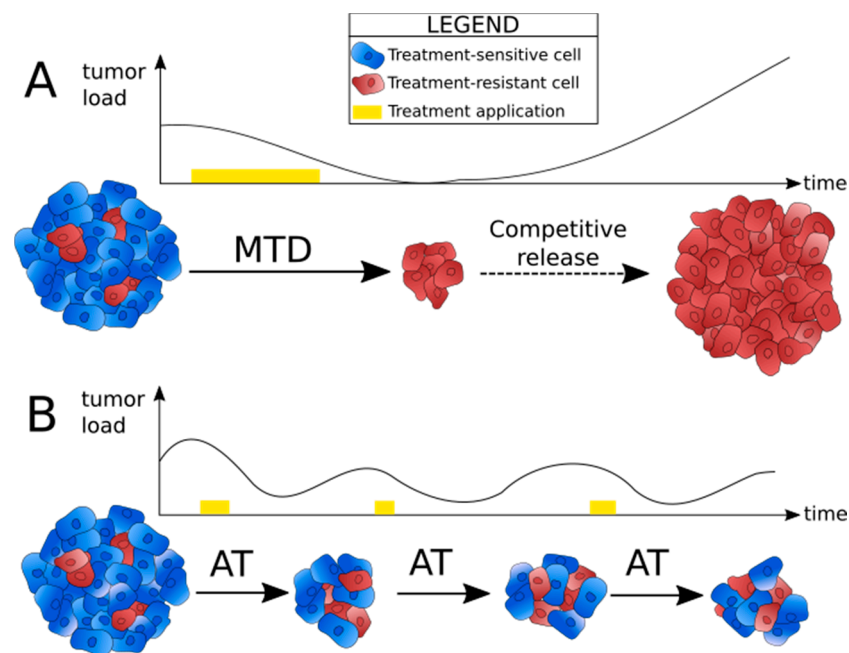 LEGEND
Treatment-sensitive cell
Treatment-resistant cell
Treatment application
A
tumor
load
time
MTD
Competitive
release
B
tumor
load
time
AT
AT
AT